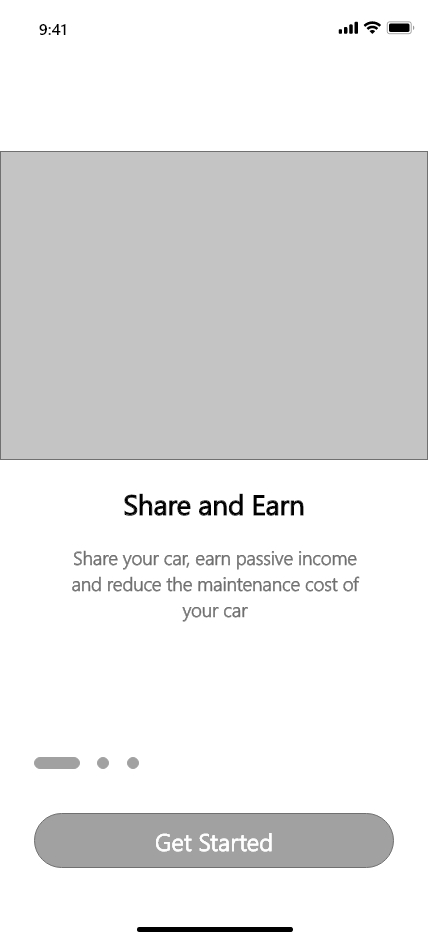 9:41
Share and Earn
Share your car, earn passive income
and reduce the maintenance cost of
your car
Get Started